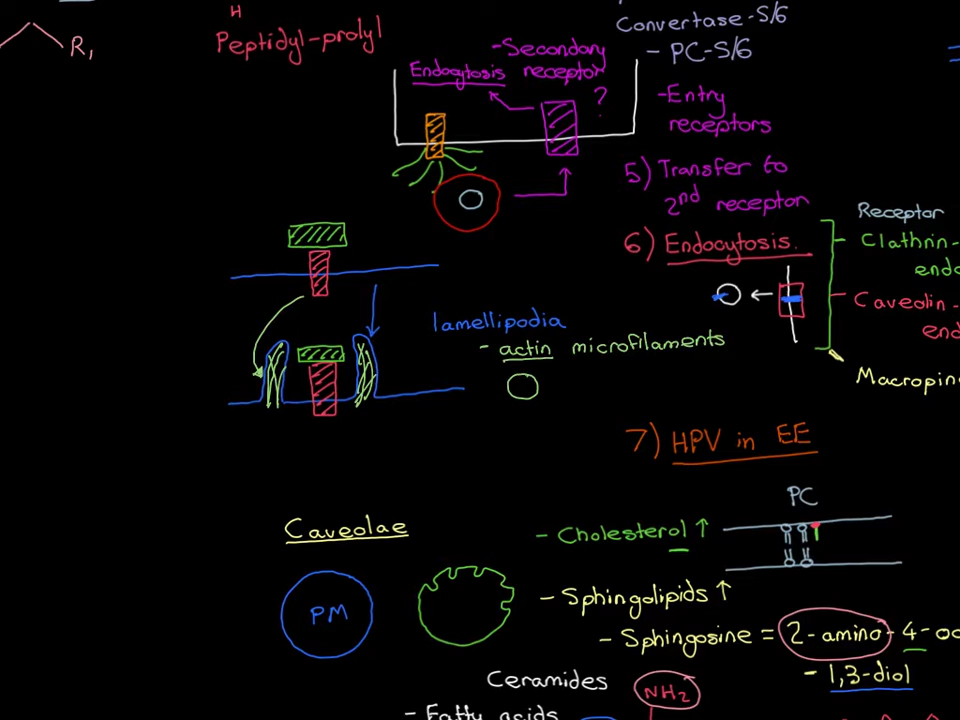 H
Peptidyl-prolyl
R,
Convertase-5/6
- PC-5/6
- Secondary
receptor
Endocytosis
?
- Entry
receptors
5) Transfer to
2nd receptor
6) Endocytosis.
Receptor
Clathrin-
endo
Caveolin-
end
Macropin
lamellipodia
- actin microfilaments
7) HPV in EE
PC
Caveolae
- Cholesterol ↑
PM
- Sphingolipids ↑
- Sphingosine = 2-amino-4-oc
- 1,3-diol
Ceramides
NH2
- Fatty acids